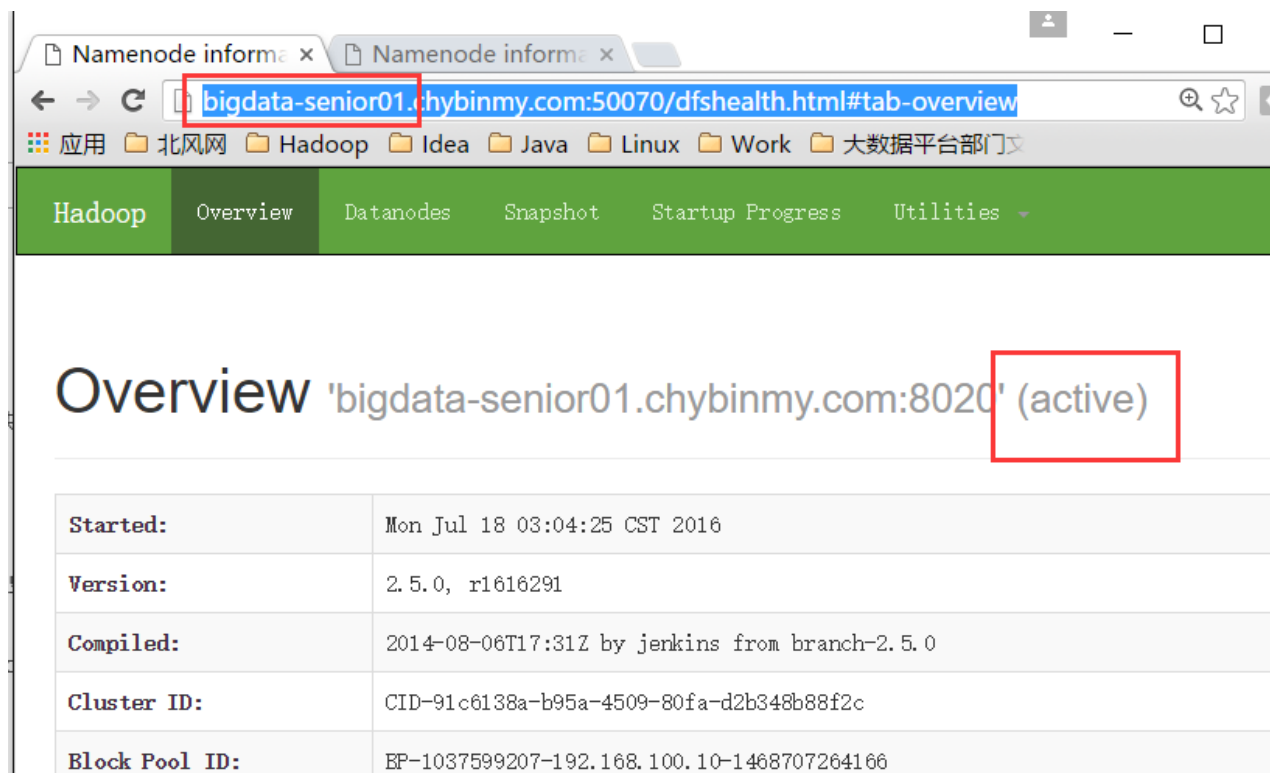 Namenode informa
Namenode informa
bigdata-senior01.chybinmy.com:50070/dfshealth.html#tab-overview
应用 北风网 Hadoop Idea Java Linux Work 大数据平台部门文
Hadoop Overview Datanodes Snapshot Startup Progress Utilities
Overview 'bigdata-senior01.chybinmy.com:8020' (active)
Started: Mon Jul 18 03:04:25 CST 2016
Version: 2.5.0, r1616291
Compiled: 2014-08-06T17:31Z by jenkins from branch-2.5.0
Cluster ID: CID-91c6138a-b95a-4509-80fa-d2b348b88f2c
Block Pool ID: BP-1037599207-192.168.100.10-1468707264166